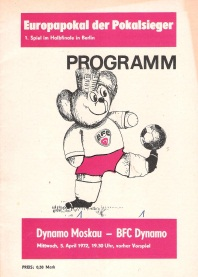 Europapokal der Pokalsieger
1. Spiel im Halbfinale in Berlin
PROGRAMM
BFC
Dynamo Moskau – BFC Dynamo
Mittwoch, 5. April 1972, 19.30 Uhr, vorher Vorspiel
PREIS: 0,30 Mark